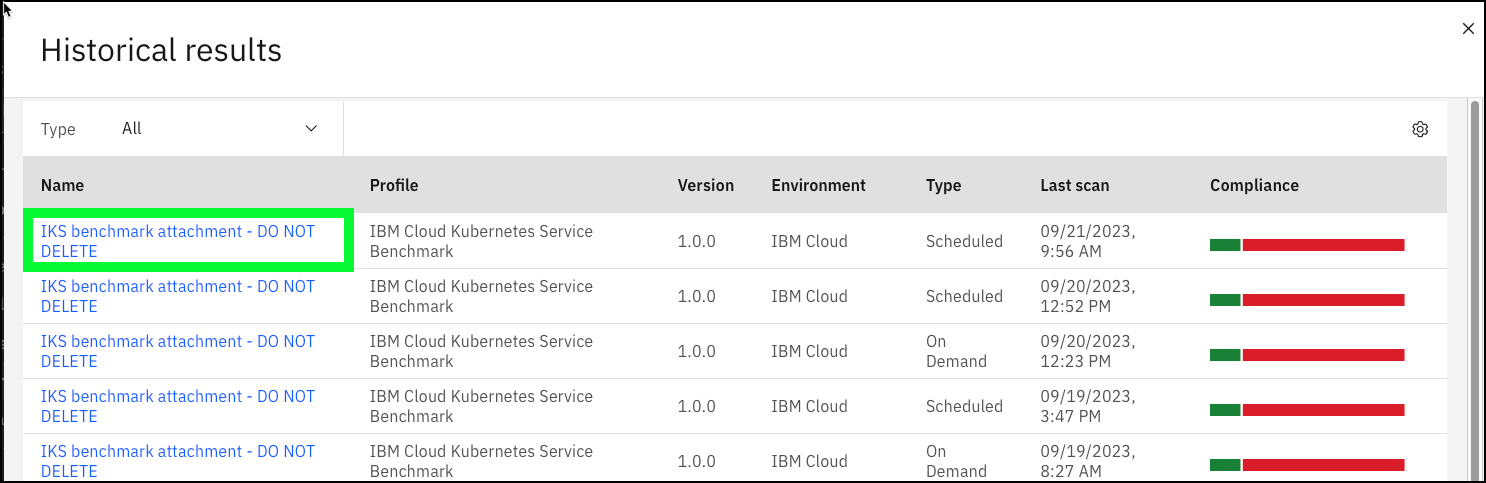 Historical results
Type All
Name Profile Version Environment Type Last scan Compliance
IKS benchmark attachment - DO NOT IBM Cloud Kubernetes Service 1.0.0 IBM Cloud Scheduled 09/21/2023,
DELETE Benchmark 9:56 AM
IKS benchmark attachment - DO NOT IBM Cloud Kubernetes Service 1.0.0 IBM Cloud Scheduled 09/20/2023,
DELETE Benchmark 12:52 PM
IKS benchmark attachment - DO NOT IBM Cloud Kubernetes Service 1.0.0 IBM Cloud On 09/20/2023,
DELETE Benchmark Demand 12:23 PM
IKS benchmark attachment - DO NOT IBM Cloud Kubernetes Service 1.0.0 IBM Cloud Scheduled 09/19/2023,
DELETE Benchmark 3:47 PM
IKS benchmark attachment - DO NOT IBM Cloud Kubernetes Service 1.0.0 IBM Cloud On 09/19/2023,
DELETE Benchmark Demand 8:27 AM